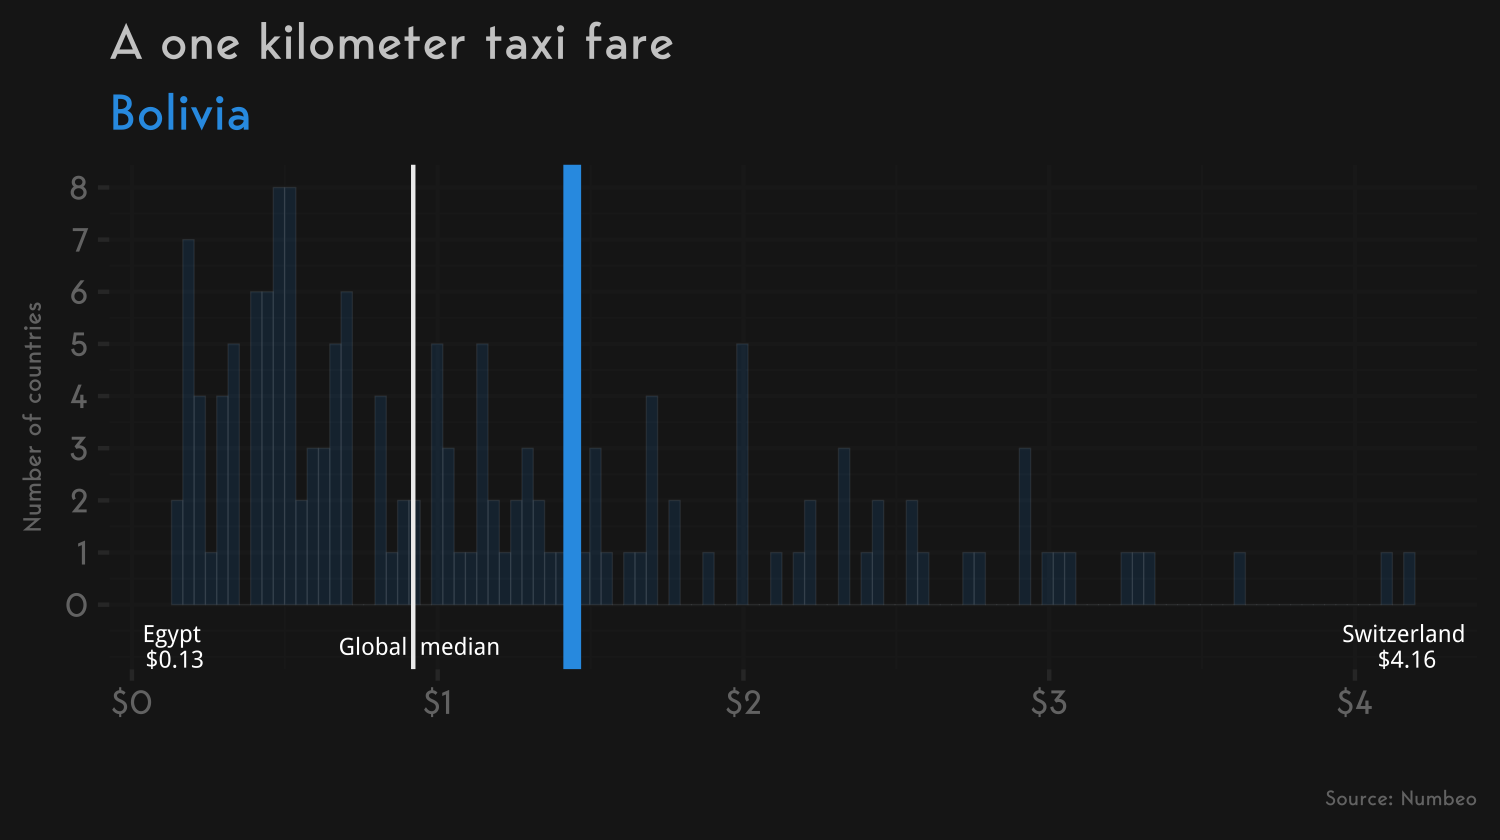 A one kilometer taxi fare
Bolivia
Number of countries
8
7
6
5
4
3
2
1
0
Egypt
$0.13
Global median
Switzerland
$4.16
$0 $1 $2 $3 $4
Source: Numbeo